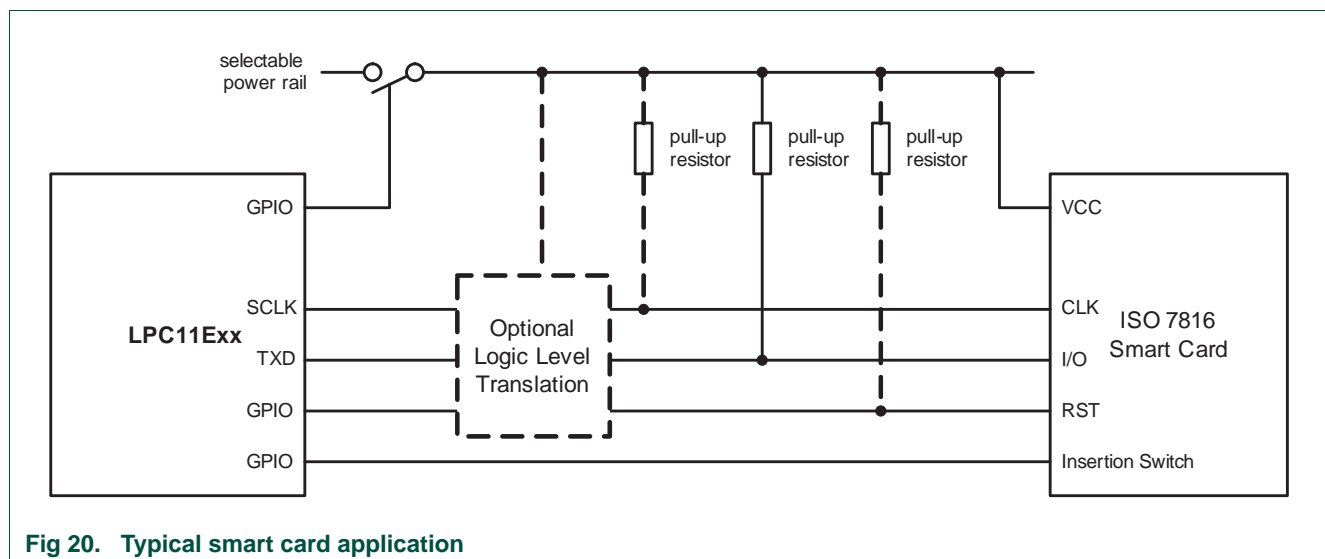 selectable
power rail
pull-up
resistor
pull-up
resistor
pull-up
resistor
GPIO
VCC
SCLK
CLK
LPC11Exx
Optional
Logic Level
Translation
ISO 7816
Smart Card
TXD
I/O
GPIO
RST
GPIO
Insertion Switch
Fig 20. Typical smart card application